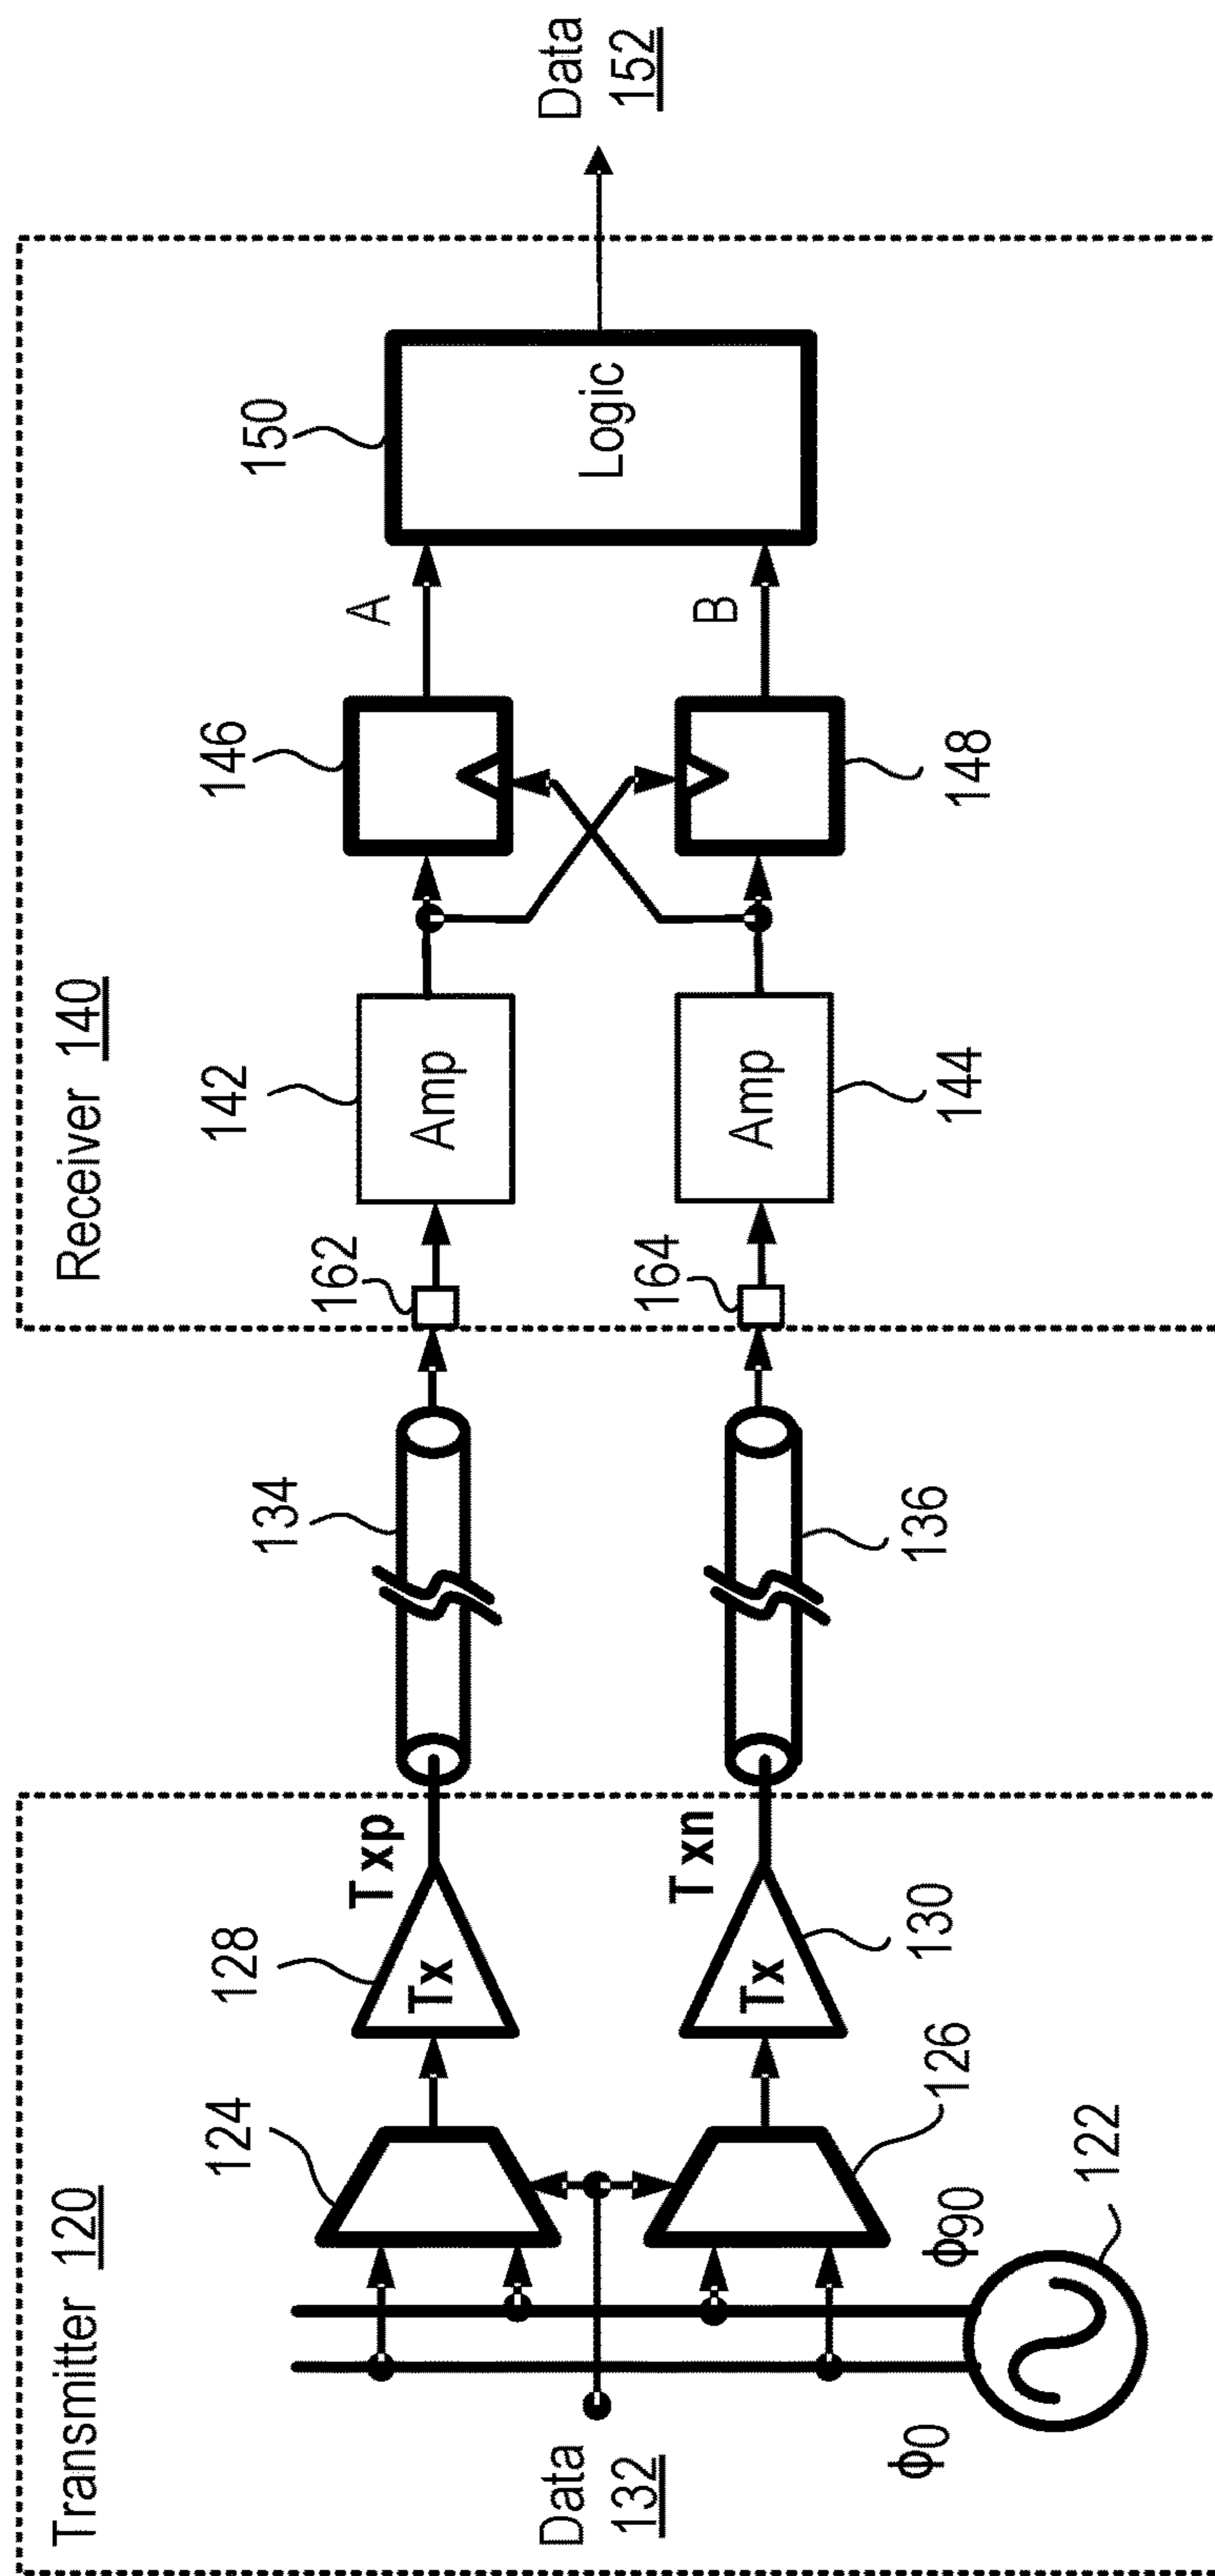 Transmitter 120
Receiver 140
124
128
Txp
134
162
142
146
A
150
Tx
Amp
Data
132
Logic
Data
152
Txn
164
B
Tx
Amp
126
130
136
144
148
ϕ0
ϕ90
122